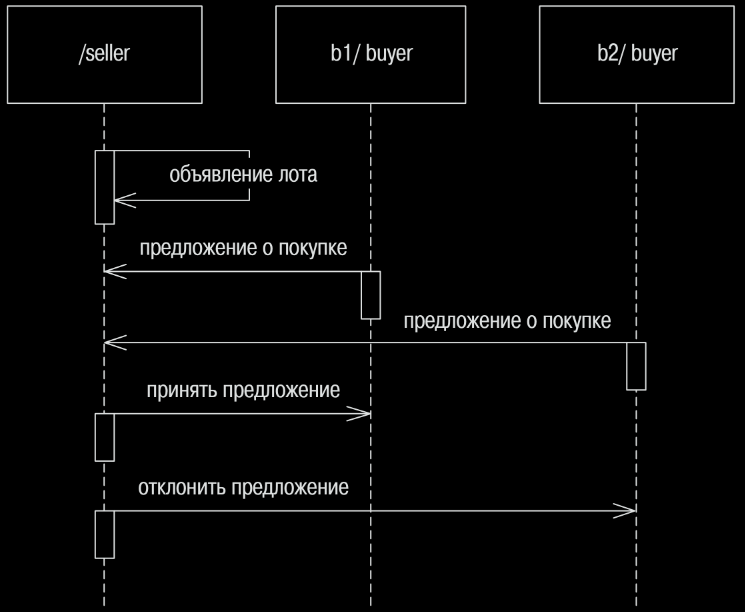 /seller
b1/ buyer
b2/ buyer
объявление лота
предложение о покупке
предложение о покупке
принять предложение
отклонить предложение